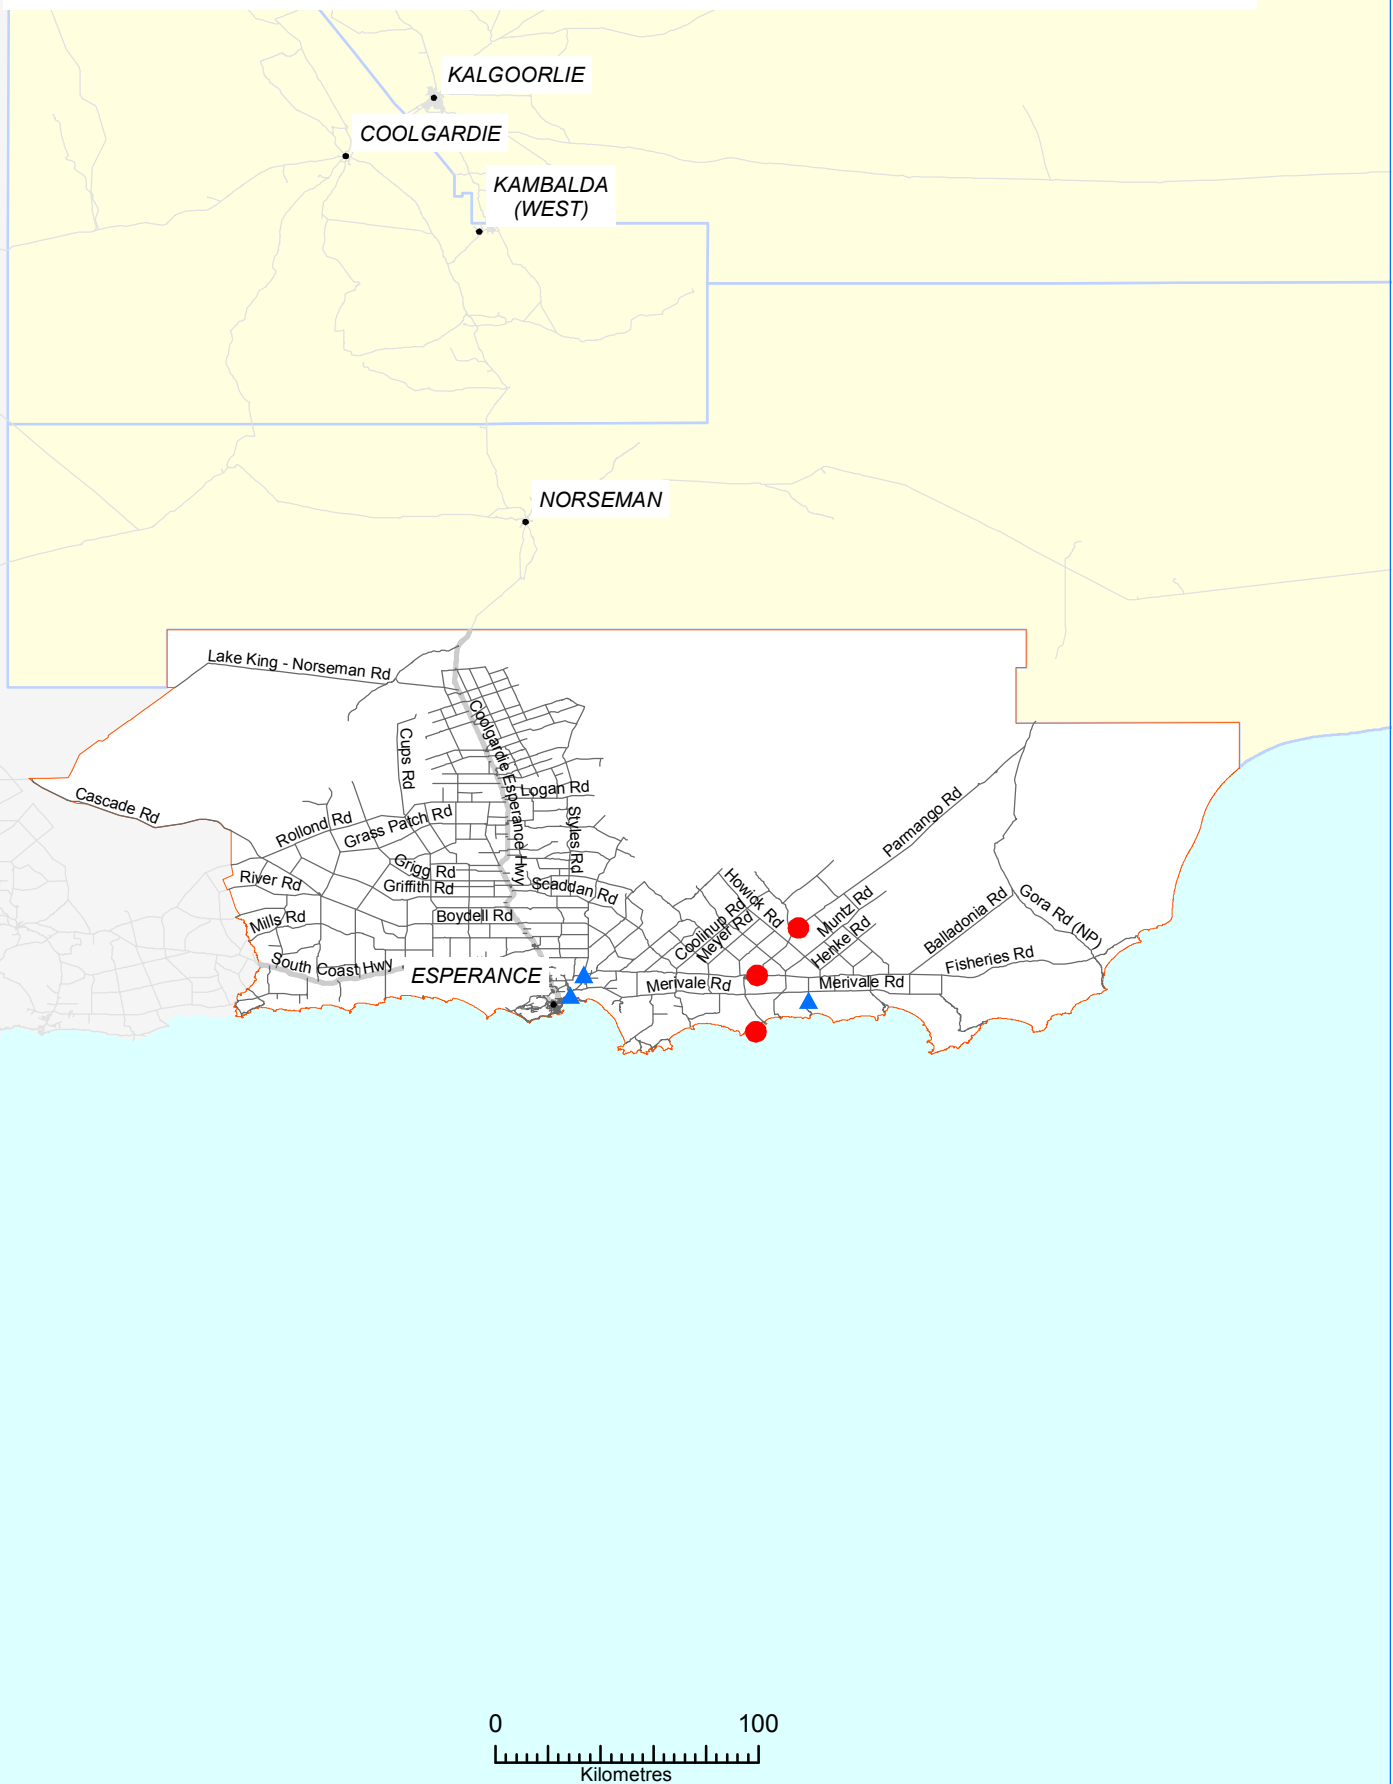 KALGOORLIE
COOLGARDIE
KAMBALDA
(WEST)
NORSEMAN
Lake King - Norseman Rd
Coolgardie Esperance Hwy
Cups Rd
Logan Rd
Cascade Rd
Parmango Rd
Styles Rd
Rollond Rd
Grass Patch Rd
Grigg Rd
River Rd
Griffith Rd
Scaddan Rd
Howick Rd
Muntz Rd
Gora Rd (NP)
Balladonia Rd
Mills Rd
Boydell Rd
Coolinup Rd
Meyer Rd
Henke Rd
South Coast Hwy
ESPERANCE
Fisheries Rd
Merivale Rd
Merivale Rd
0
100
Kilometres